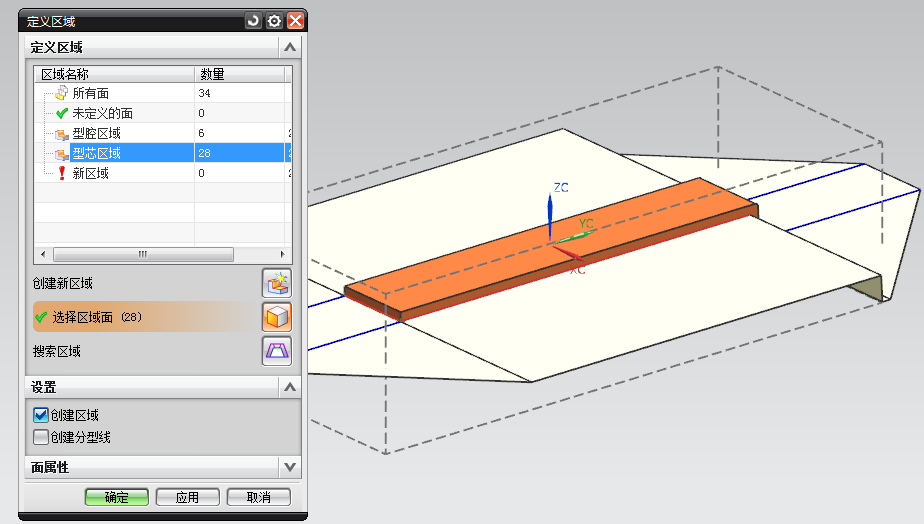 定义区域
定义区域
区域名称 数量
所有面 34
未定义的面 0
型腔区域 6
型芯区域 28
新区域 0
创建新区域
选择区域面 (28)
搜索区域
设置
创建区域
创建分型线
面属性
确定 应用 取消
ZC
YC
XC